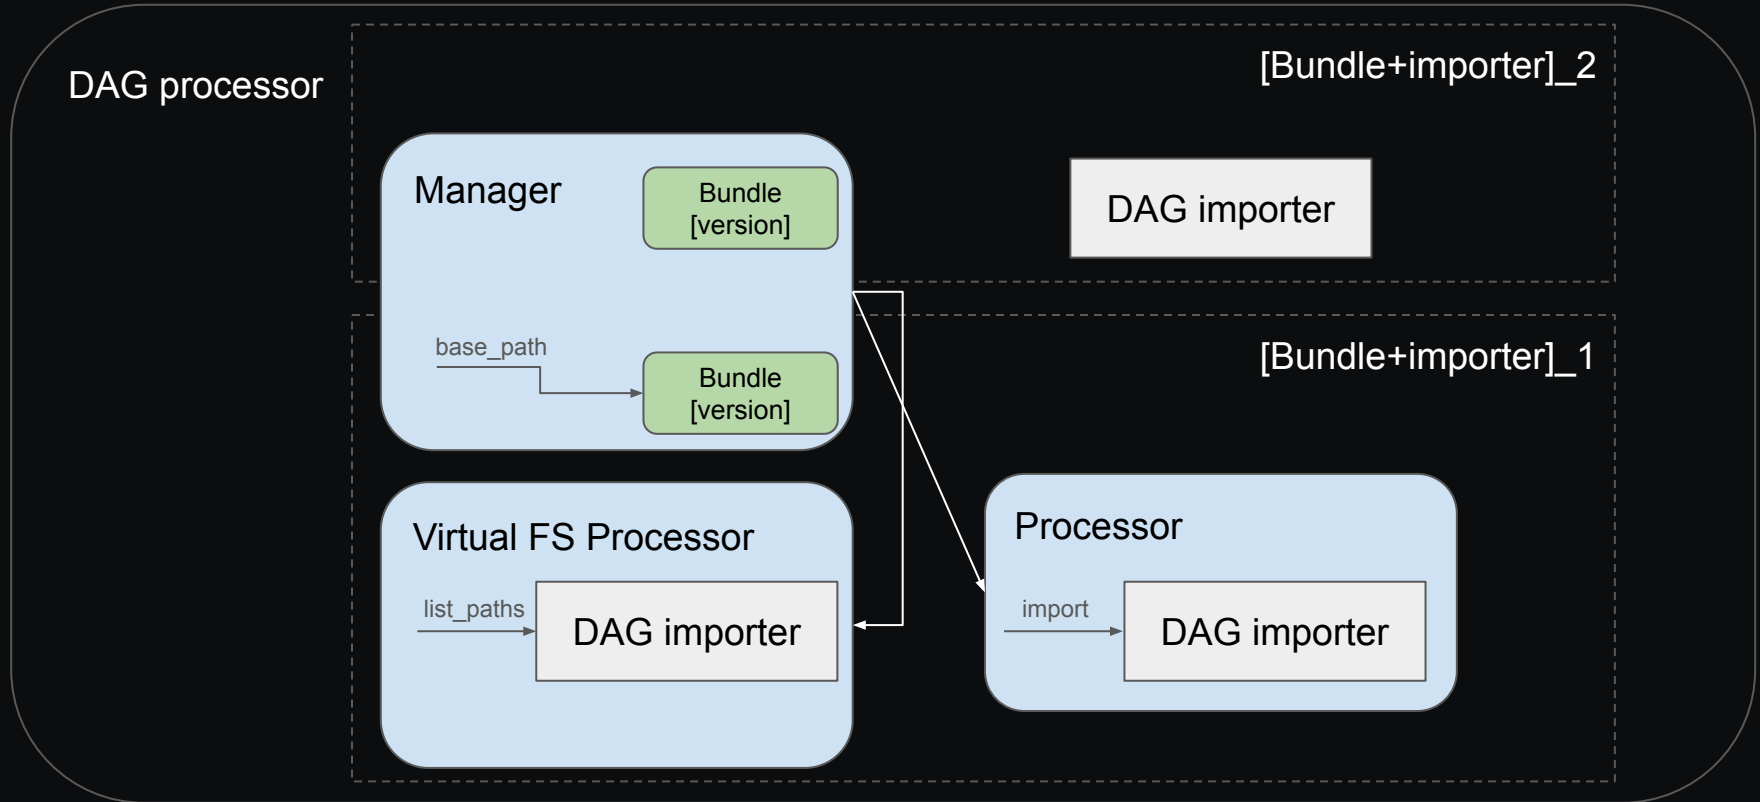 DAG processor
[Bundle+importer]_2
Manager
Bundle
[version]
DAG importer
base_path
Bundle
[version]
[Bundle+importer]_1
Virtual FS Processor
list_paths
DAG importer
Processor
import
DAG importer